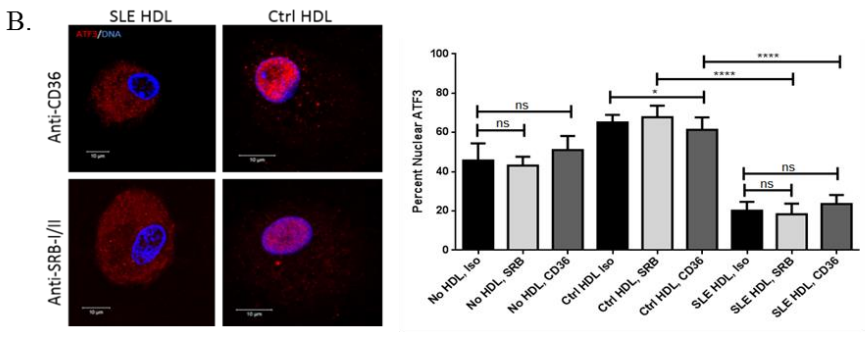 B.
SLE HDL
Ctrl HDL
ATF3/DNA
Anti-CD36
10 µm
10 µm
Anti-SRB-I/II
10 µm
10 µm
Percent Nuclear ATF3
100
80
60
40
20
0
ns
ns
*
****
****
ns
ns
No HDL, Iso
No HDL, SRB
No HDL, CD36
Ctrl HDL Iso
Ctrl HDL, SRB
Ctrl HDL, CD36
SLE HDL, Iso
SLE HDL, SRB
SLE HDL, CD36